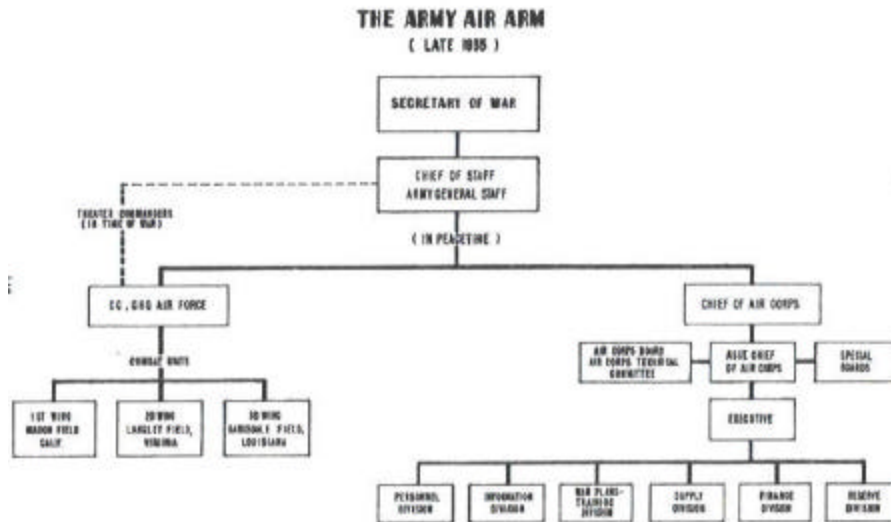 THE ARMY AIR ARM
( LATE 1935 )
SECRETARY OF WAR
CHIEF OF STAFF
ARMY GENERAL STAFF
THEATER COMMANDERS
(IN TIME OF WAR)
( IN PEACETIME )
CG, GHQ AIR FORCE
CHIEF OF AIR CORPS
COMBAT UNITS
AIR CORPS BOARD
AIR CORPS TECHNICAL
COMMITTEE
ASST CHIEF
OF AIR CORPS
SPECIAL
BOARDS
1ST WING
MARCH FIELD
CALIF.
2D WING
LANGLEY FIELD,
VIRGINIA
3D WING
BARKSDALE FIELD,
LOUISIANA
EXECUTIVE
PERSONNEL
DIVISION
INFORMATION
DIVISION
WAR PLANS-
TRAINING
DIVISION
SUPPLY
DIVISION
FINANCE
DIVISION
RESERVE
DIVISION